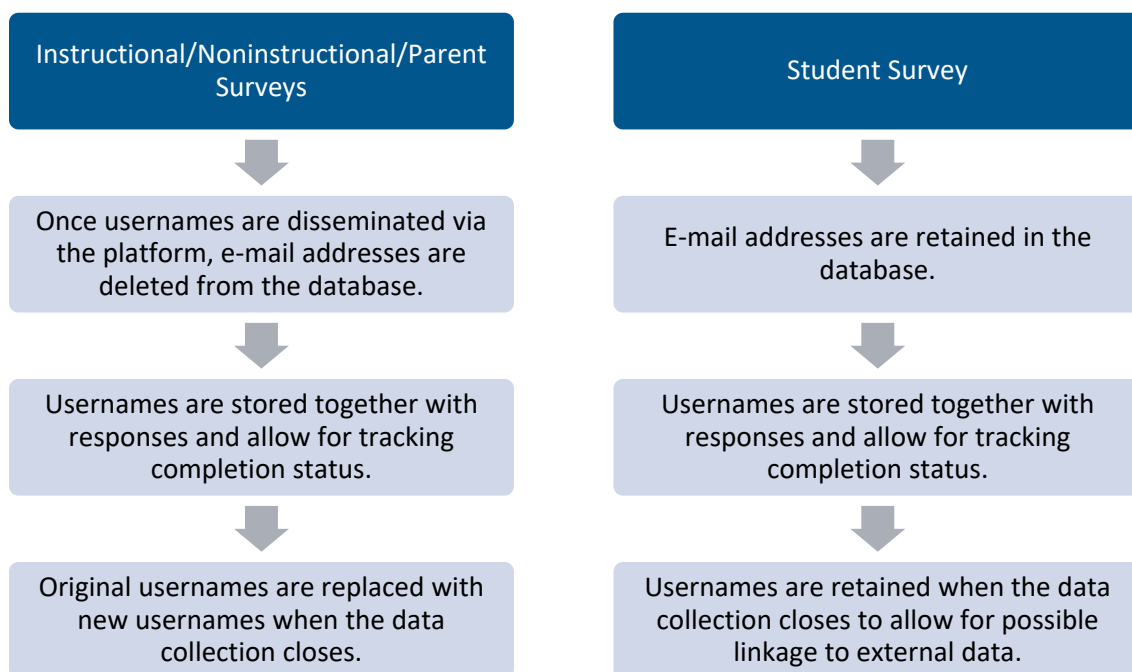 Instructional/Noninstructional/Parent
Surveys
Once usernames are disseminated via
the platform, e-mail addresses are
deleted from the database.
Usernames are stored together with
responses and allow for tracking
completion status.
Original usernames are replaced with
new usernames when the data
collection closes.
Student Survey
E-mail addresses are retained in the
database.
Usernames are stored together with
responses and allow for tracking
completion status.
Usernames are retained when the data
collection closes to allow for possible
linkage to external data.